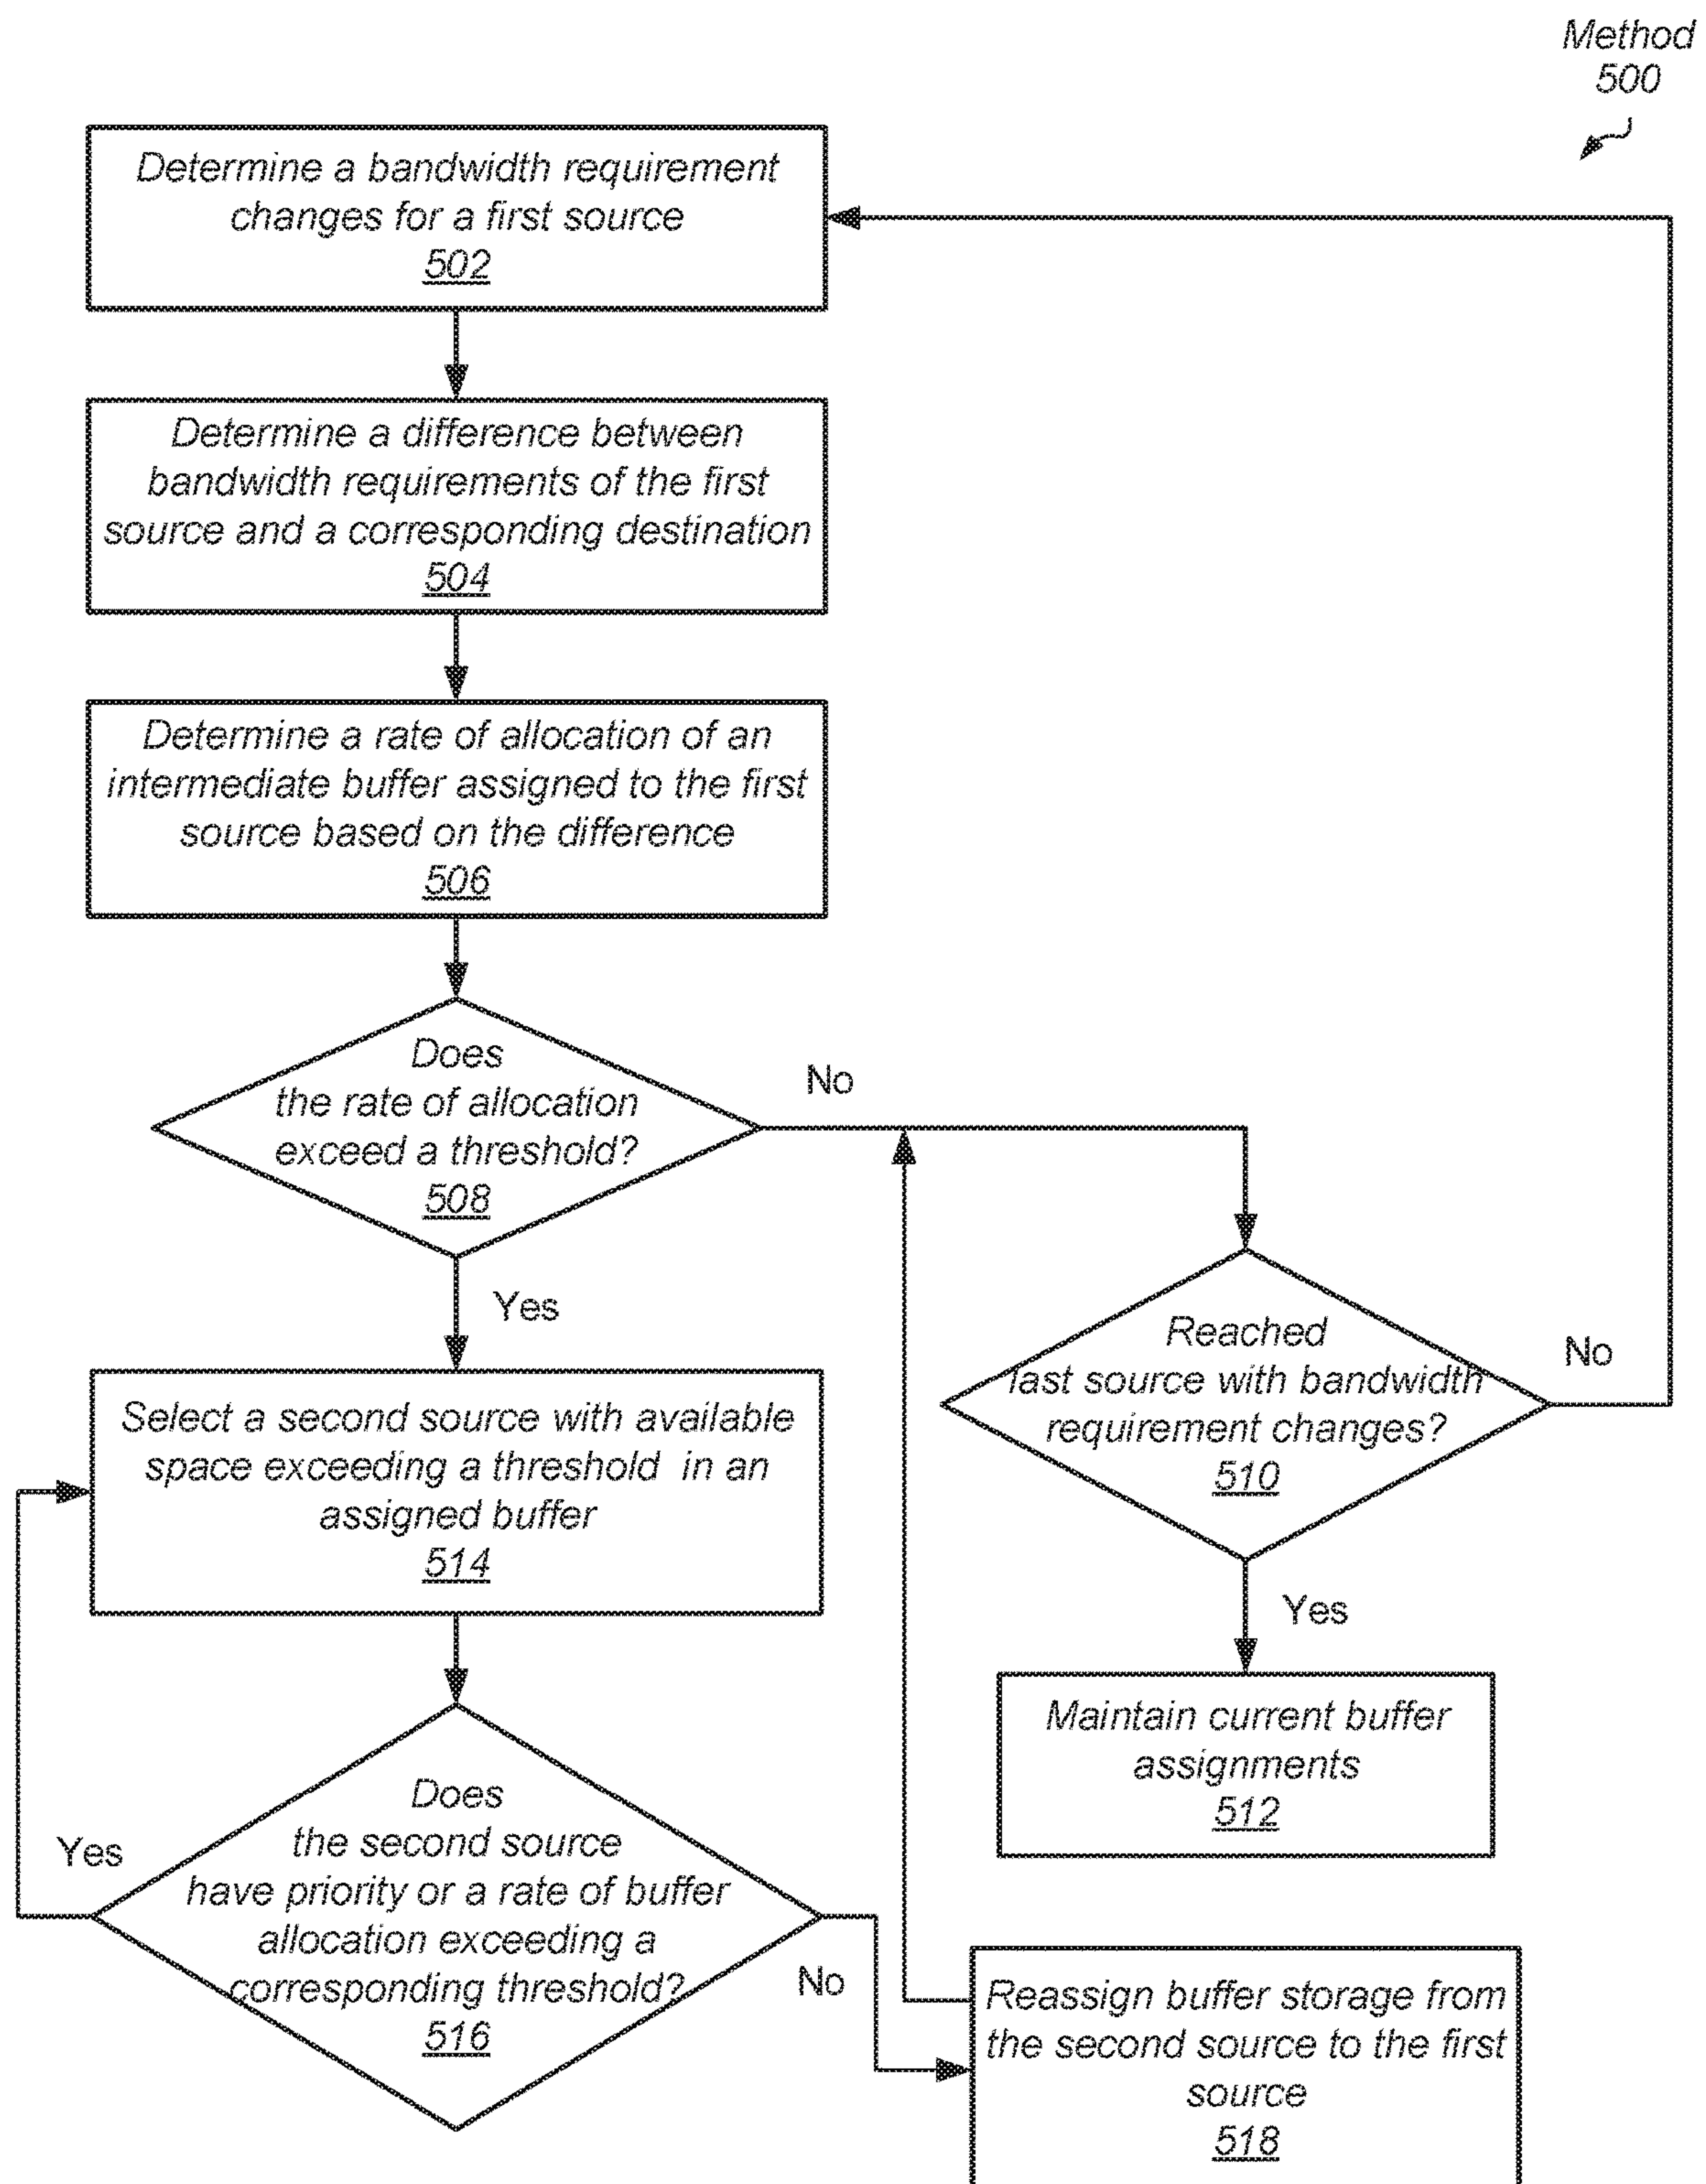 Method
500
Determine a bandwidth requirement
changes for a first source
502
Determine a difference between
bandwidth requirements of the first
source and a corresponding destination
504
Determine a rate of allocation of an
intermediate buffer assigned to the first
source based on the difference
506
Does
the rate of allocation
exceed a threshold?
508
No
Yes
Reached
last source with bandwidth
requirement changes?
510
No
Yes
Maintain current buffer
assignments
512
Select a second source with available
space exceeding a threshold in an
assigned buffer
514
Does
the second source
have priority or a rate of buffer
allocation exceeding a
corresponding threshold?
516
Yes
No
Reassign buffer storage from
the second source to the first
source
518